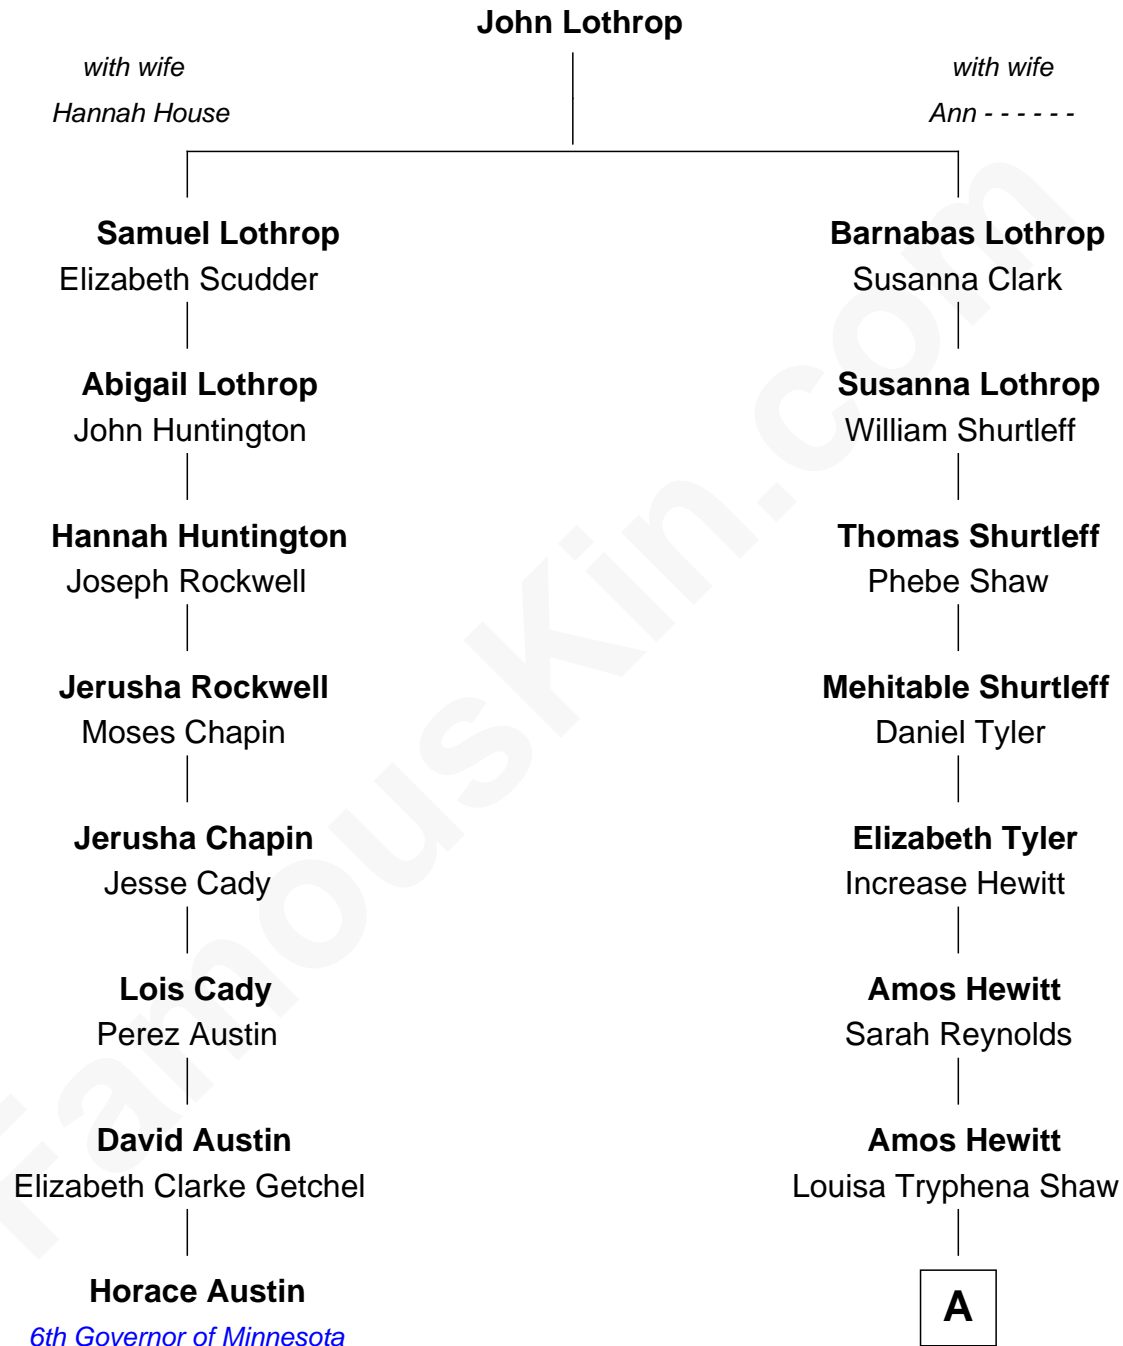 John Lothrop
with wife
Hannah House
with wife
Ann - - - - - -
Samuel Lothrop
Elizabeth Scudder
Barnabas Lothrop
Susanna Clark
Abigail Lothrop
John Huntington
Susanna Lothrop
William Shurtleff
Hannah Huntington
Joseph Rockwell
Thomas Shurtleff
Phebe Shaw
Jerusha Rockwell
Moses Chapin
Mehitable Shurtleff
Daniel Tyler
Jerusha Chapin
Jesse Cady
Elizabeth Tyler
Increase Hewitt
Lois Cady
Perez Austin
Amos Hewitt
Sarah Reynolds
David Austin
Elizabeth Clarke Getchel
Amos Hewitt
Louisa Tryphena Shaw
Horace Austin
6th Governor of Minnesota
A
FamousKin.com